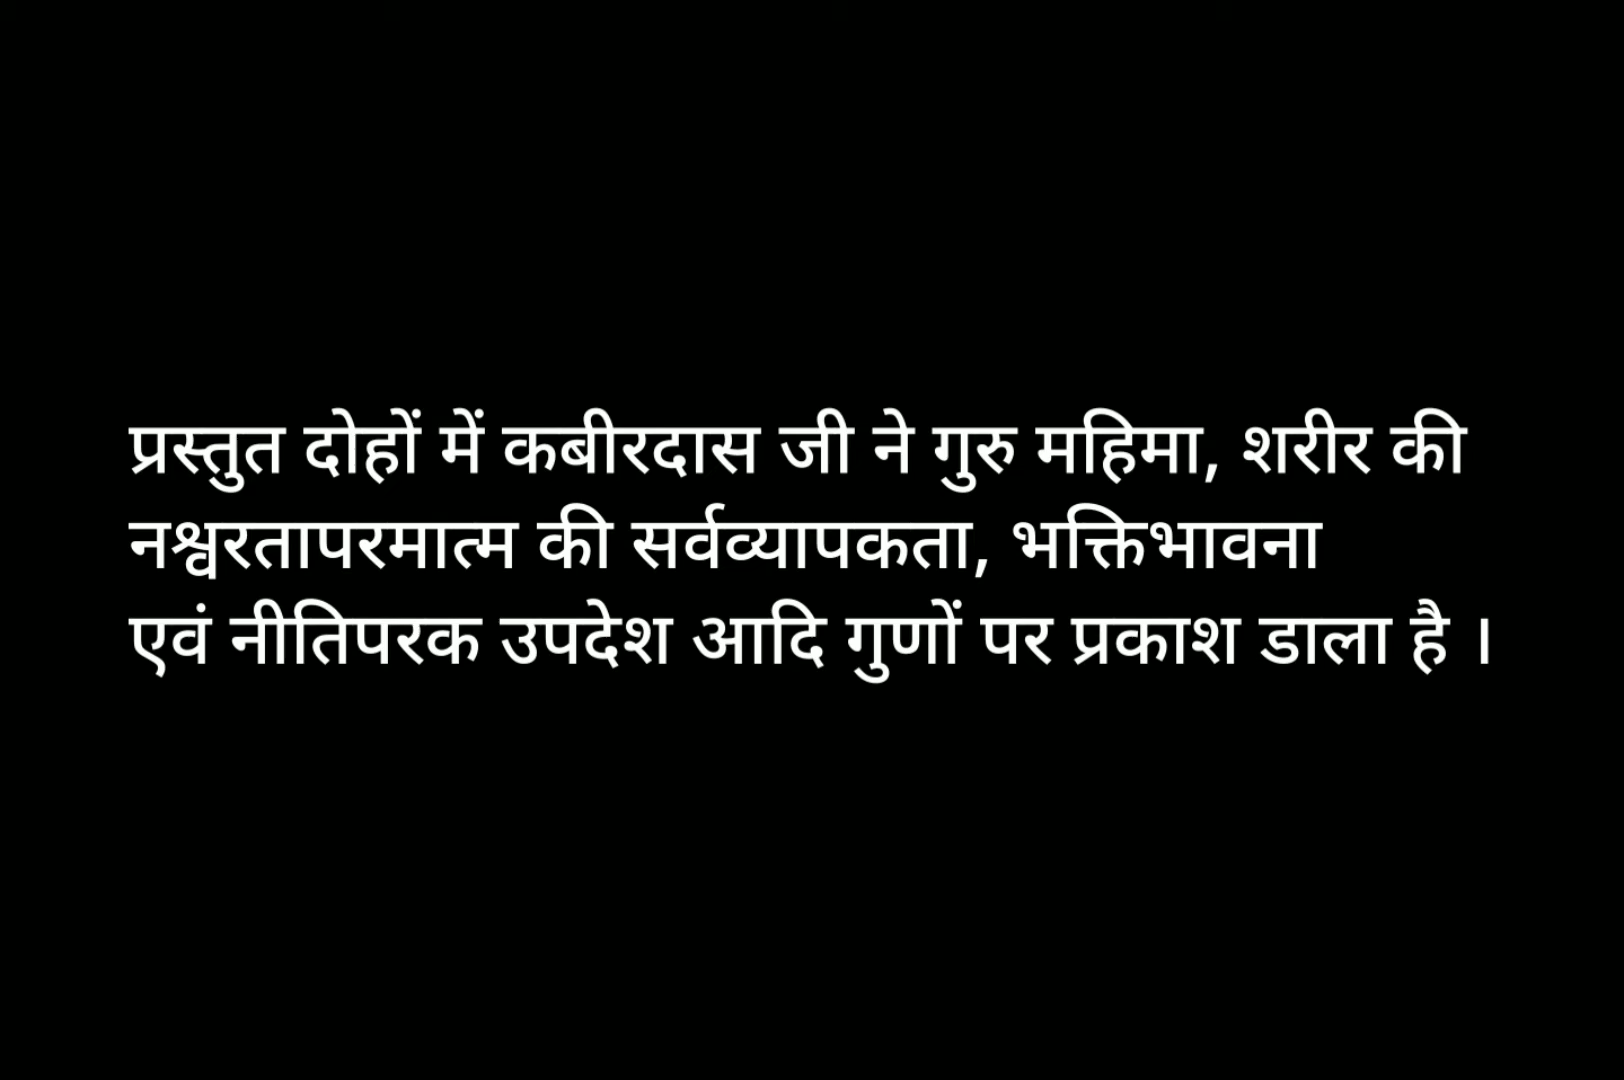 प्रस्तुत दोहों में कबीरदास जी ने गुरु महिमा, शरीर की
नश्वरतापरमात्म की सर्वव्यापकता, भक्तिभावना
एवं नीतिपरक उपदेश आदि गुणों पर प्रकाश डाला है ।